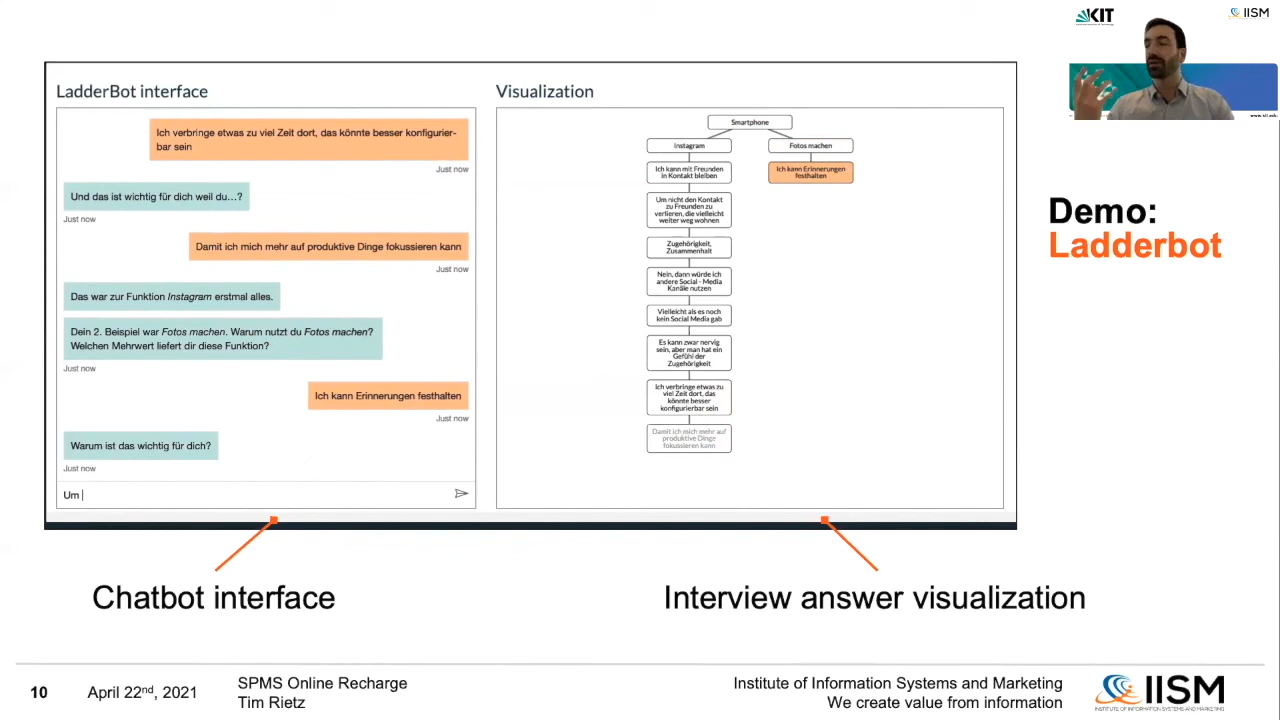 KIT
IISM
LadderBot interface
Visualization
Ich verbringe etwas zu viel Zeit dort, das könnte besser konfigurier-
bar sein
Just now
Und das ist wichtig für dich weil du…?
Just now
Damit ich mich mehr auf produktive Dinge fokussieren kann
Just now
Das war zur Funktion Instagram erstmal alles.
Dein 2. Beispiel war Fotos machen. Warum nutzt du Fotos machen?
Welchen Mehrwert liefert dir diese Funktion?
Just now
Ich kann Erinnerungen festhalten
Just now
Warum ist das wichtig für dich?
Just now
Um
Smartphone
Instagram
Fotos machen
Ich kann mit Freunden
in Kontakt bleiben
Ich kann Erinnerungen
festhalten
Um nicht den Kontakt
zu Freunden zu
verlieren, die vielleicht
weiter weg wohnen
Zugehörigkeit,
Zusammenhalt
Nein, dann würde ich
andere Social - Media
Kanäle nutzen
Vielleicht als es noch
kein Social Media gab
Es kann zwar nervig
sein, aber man hat ein
Gefühl der
Zugehörigkeit
Ich verbringe etwas zu
viel Zeit dort, das
könnte besser
konfigurierbar sein
Damit ich mich mehr auf
produktive Dinge
fokussieren kann
Demo:
Ladderbot
Chatbot interface
Interview answer visualization
10
April 22nd, 2021
SPMS Online Recharge
Tim Rietz
Institute of Information Systems and Marketing
We create value from information
IISM
INSTITUTE OF INFORMATION SYSTEMS AND MARKETING